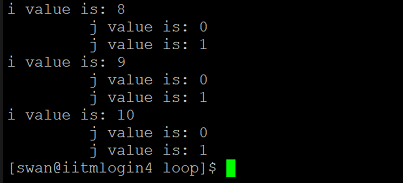 i value is: 8
j value is: 0
j value is: 1
i value is: 9
j value is: 0
j value is: 1
i value is: 10
j value is: 0
j value is: 1
[swan@iitmlogin4 loop]$